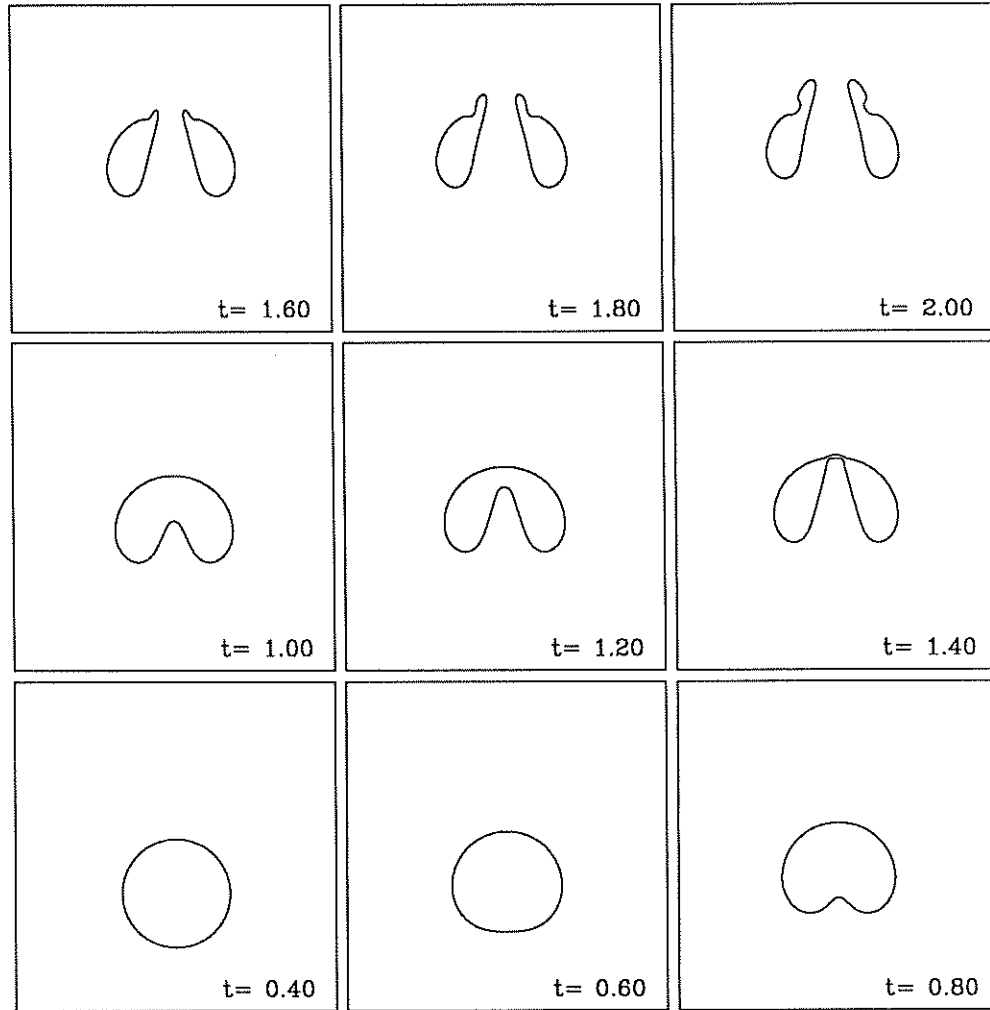 t= 1.60
t= 1.80
t= 2.00
t= 1.00
t= 1.20
t= 1.40
t= 0.40
t= 0.60
t= 0.80